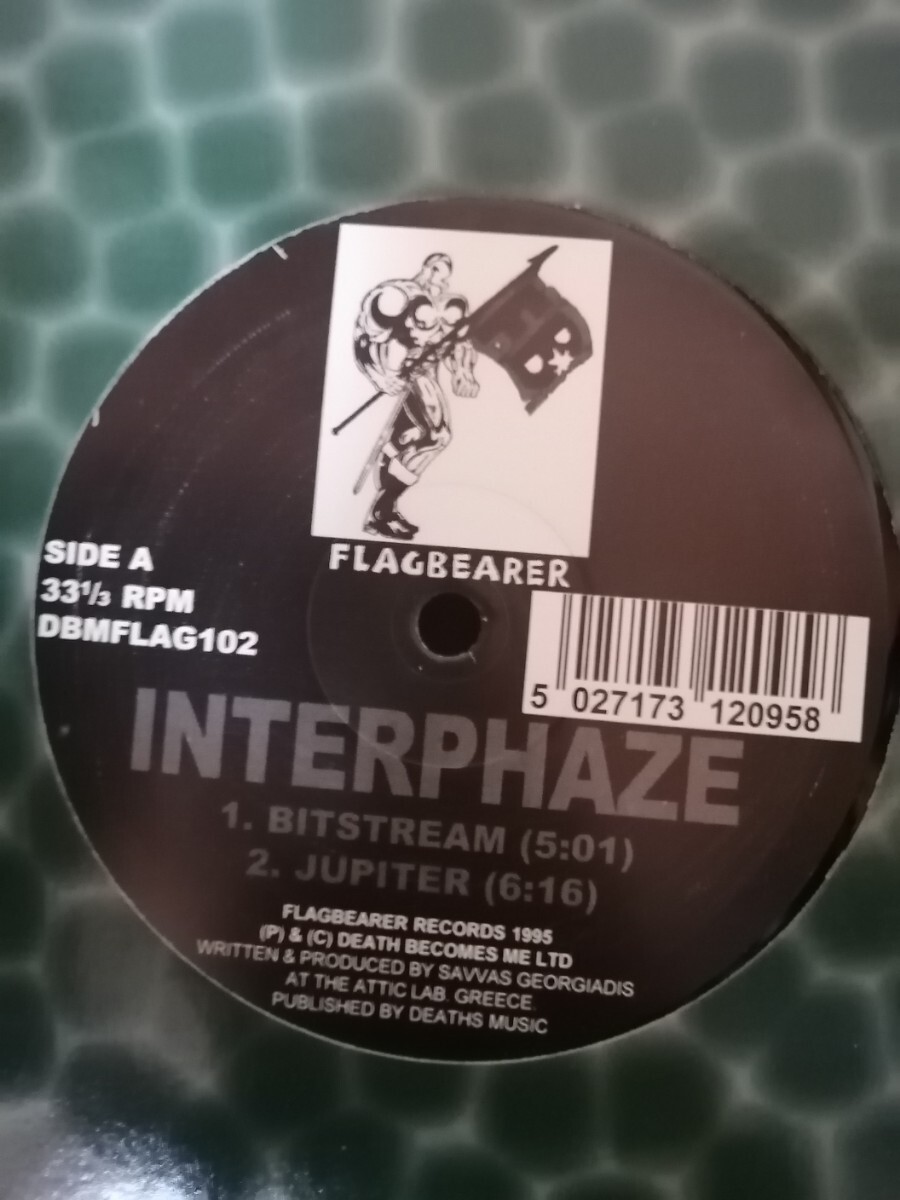 FLAGBEARER
SIDE A
33⅓ RPM
DBMFLAG102
5 027173 120958
INTERPHAZE
1. BITSTREAM (5:01)
2. JUPITER (6:16)
FLAGBEARER RECORDS 1995
(P) & (C) DEATH BECOMES ME LTD
WRITTEN & PRODUCED BY SAVVAS GEORGIADIS
AT THE ATTIC LAB. GREECE.
PUBLISHED BY DEATHS MUSIC